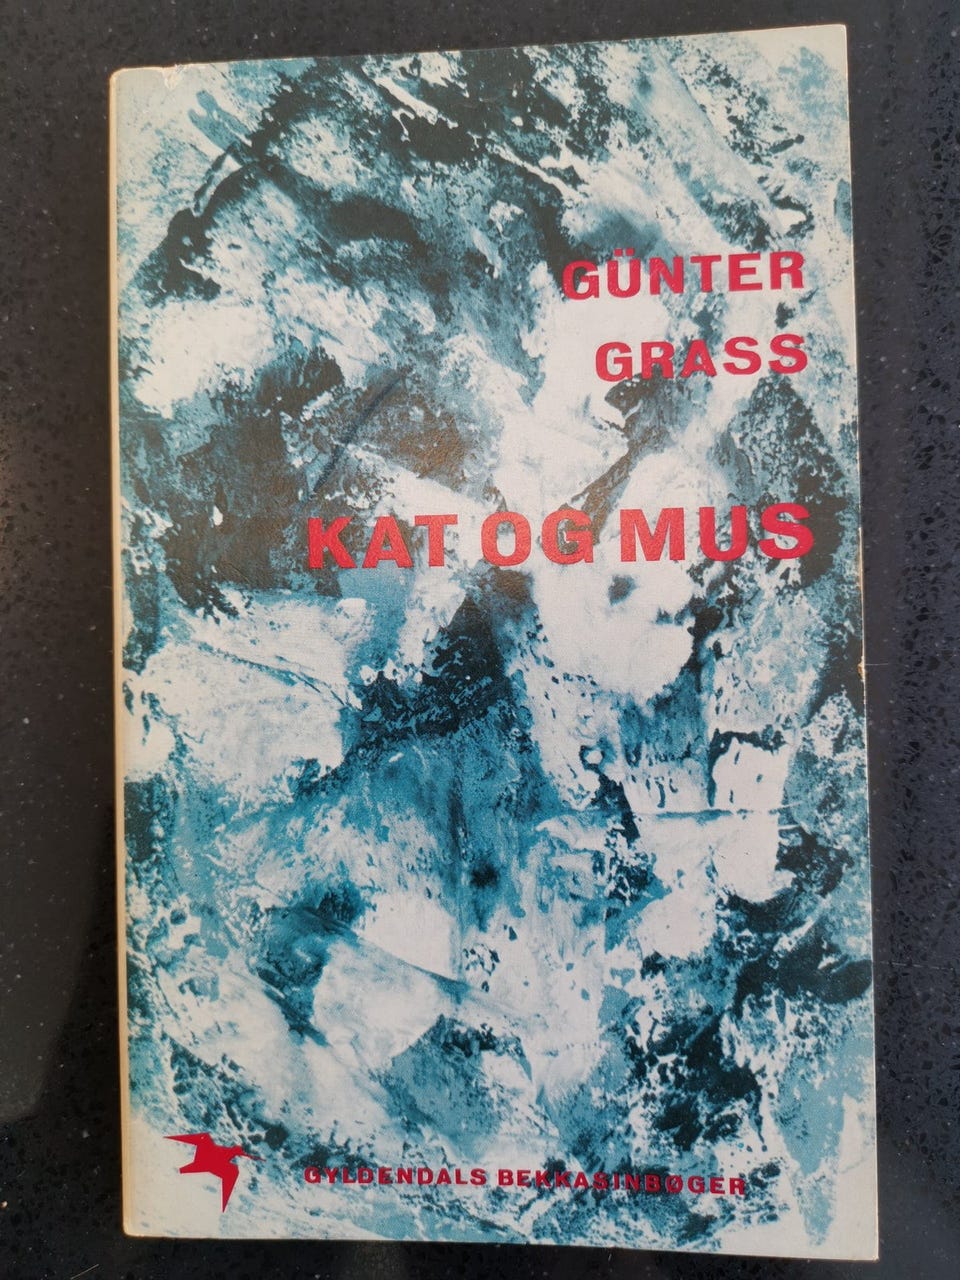 GÜNTER
GRASS
KAT OG MUS
GYLDENDALS BEKKASINBØGER